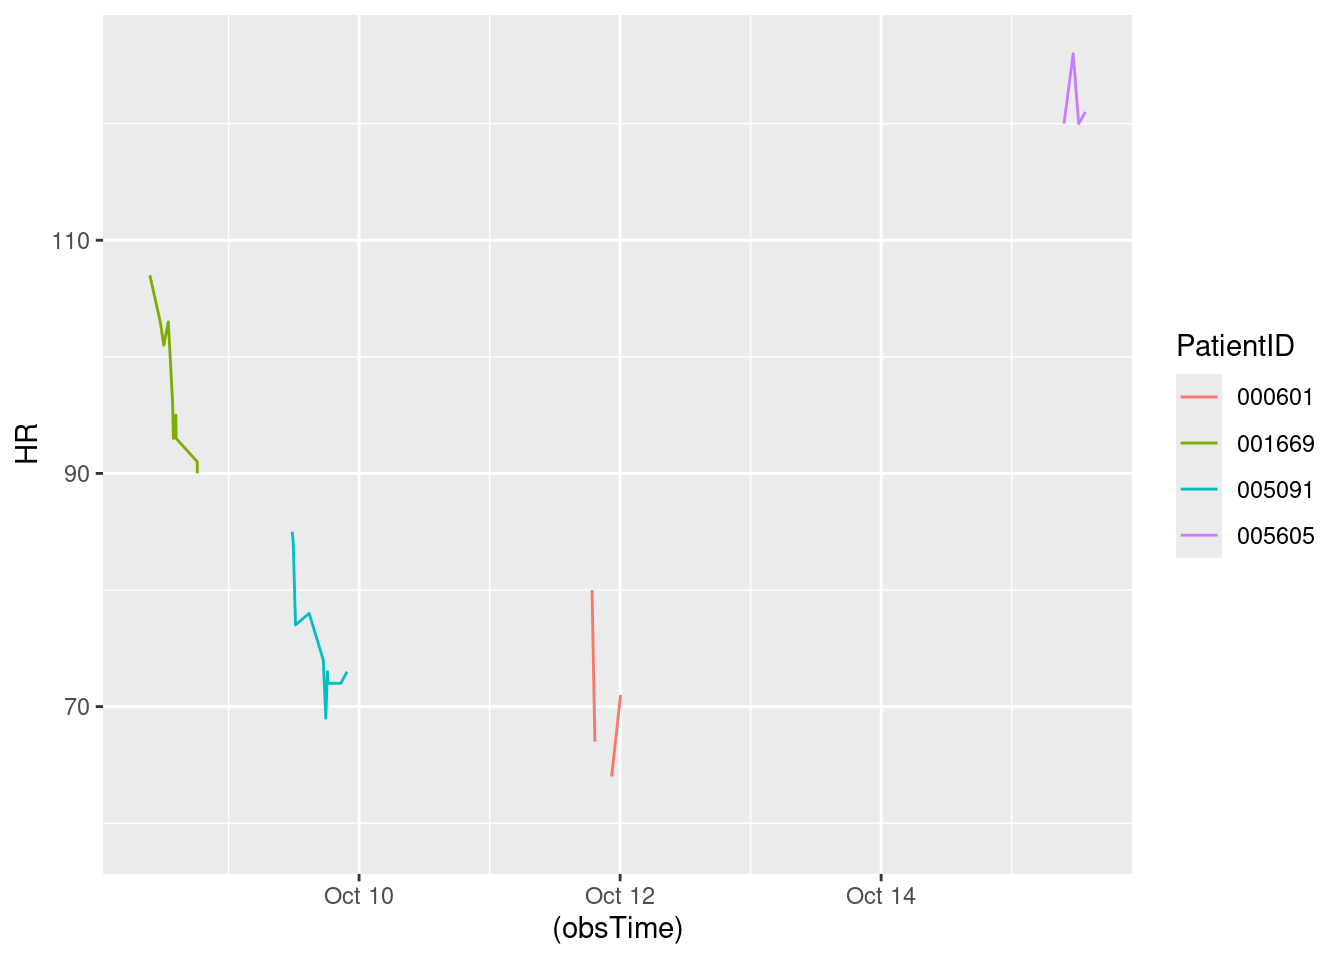 HR
110
90
70
Oct 10
Oct 12
Oct 14
(obsTime)
PatientID
000601
001669
005091
005605